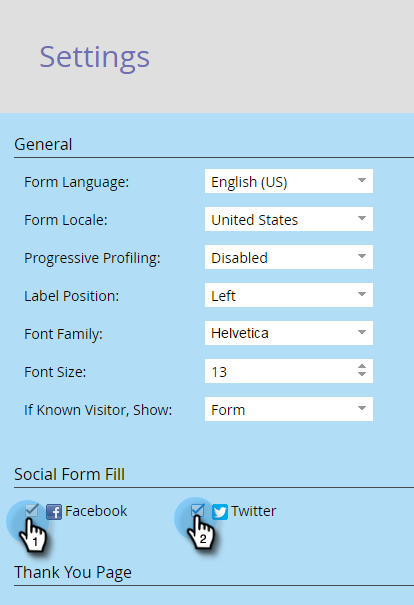 Settings
General
Form Language: English (US)
Form Locale: United States
Progressive Profiling: Disabled
Label Position: Left
Font Family: Helvetica
Font Size: 13
If Known Visitor, Show: Form
Social Form Fill
Facebook Twitter
1 2
Thank You Page